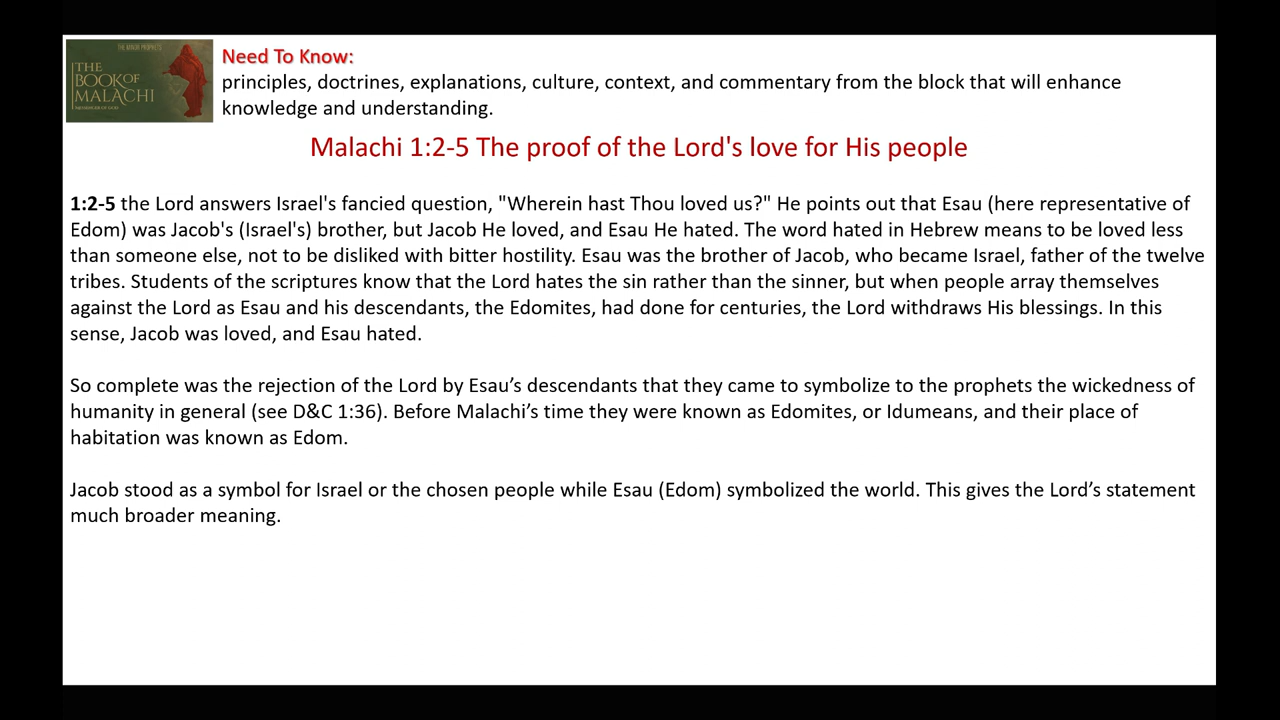 THE MINOR PROPHETS
THE
BOOK OF
MALACHI
Need To Know:
principles, doctrines, explanations, culture, context, and commentary from the block that will enhance
knowledge and understanding.
Malachi 1:2-5 The proof of the Lord's love for His people
1:2-5 the Lord answers Israel's fancied question, "Wherein hast Thou loved us?" He points out that Esau (here representative of
Edom) was Jacob's (Israel's) brother, but Jacob He loved, and Esau He hated. The word hated in Hebrew means to be loved less
than someone else, not to be disliked with bitter hostility. Esau was the brother of Jacob, who became Israel, father of the twelve
tribes. Students of the scriptures know that the Lord hates the sin rather than the sinner, but when people array themselves
against the Lord as Esau and his descendants, the Edomites, had done for centuries, the Lord withdraws His blessings. In this
sense, Jacob was loved, and Esau hated.
So complete was the rejection of the Lord by Esau’s descendants that they came to symbolize to the prophets the wickedness of
humanity in general (see D&C 1:36). Before Malachi’s time they were known as Edomites, or Idumeans, and their place of
habitation was known as Edom.
Jacob stood as a symbol for Israel or the chosen people while Esau (Edom) symbolized the world. This gives the Lord’s statement
much broader meaning.